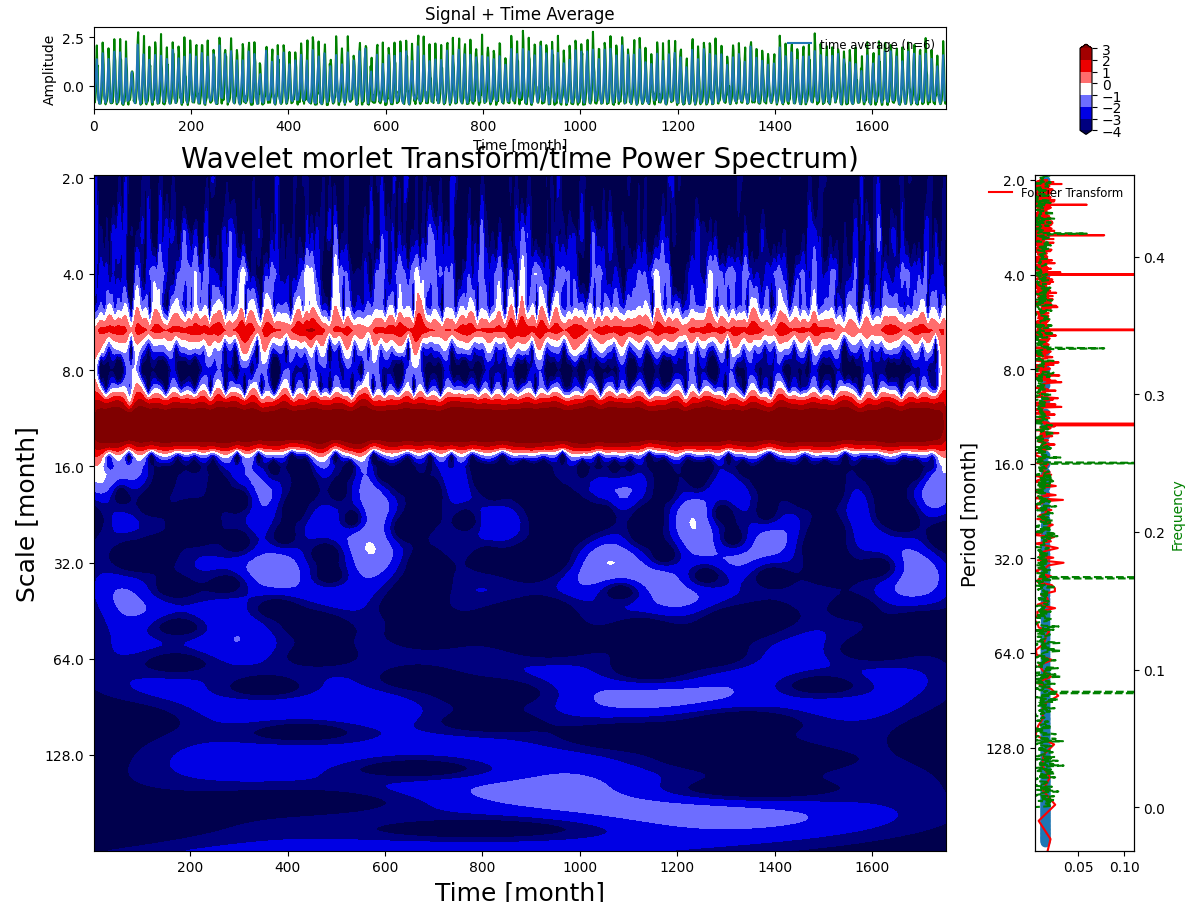 Signal + Time Average
Amplitude
2.5
0.0
time average (n=6)
0 200 400 600 800 1000 1200 1400 1600
Time [month]
3
2
1
0
−1
−2
−3
−4
Wavelet morlet Transform/time Power Spectrum)
Scale [month]
2.0
4.0
8.0
16.0
32.0
64.0
128.0
200 400 600 800 1000 1200 1400 1600
Time [month]
Fourier Transform
Period [month]
2.0
4.0
8.0
16.0
32.0
64.0
128.0
0.4
0.3
0.2
0.1
0.0
Frequency
0.05 0.10